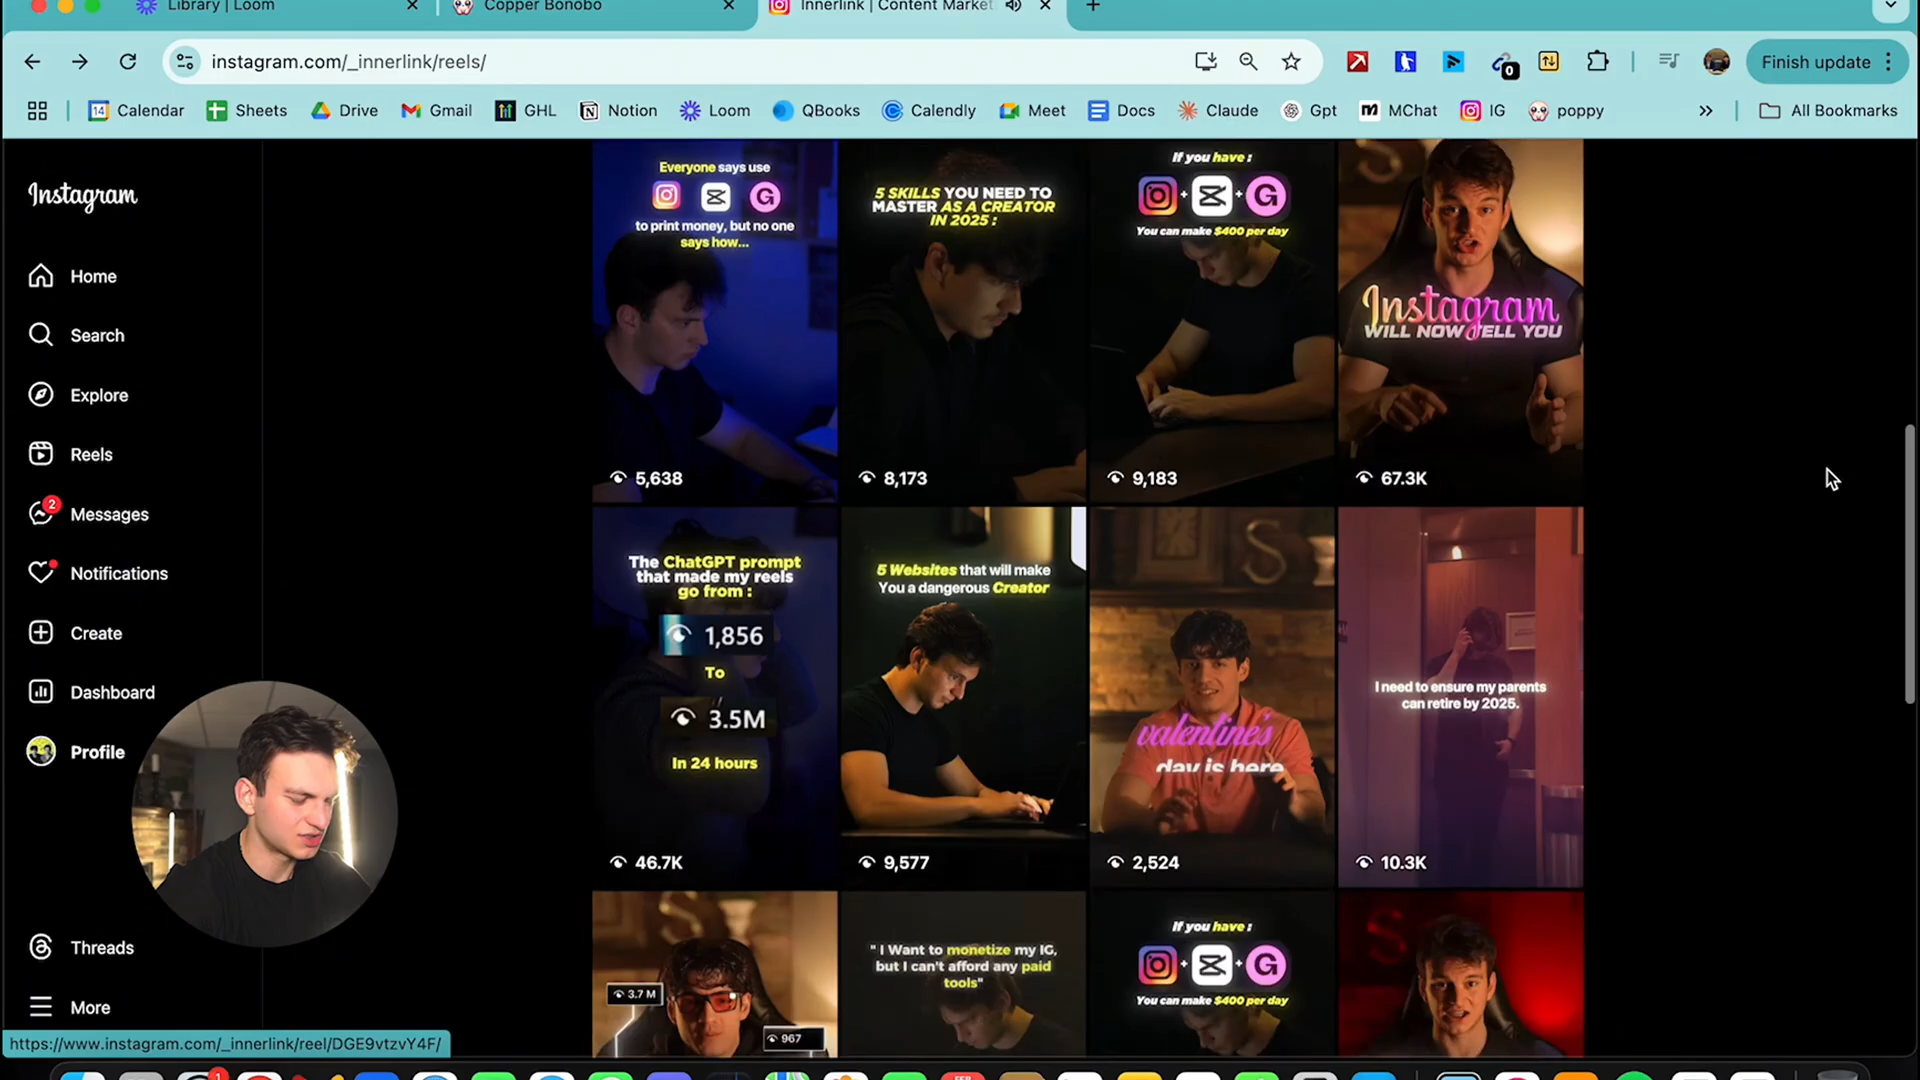 Library | Loom
Copper Bonobo
Innerlink | Content Market
instagram.com/_innerlink/reels/
0
Finish update
14
Calendar
Sheets
Drive
Gmail
GHL
Notion
Loom
QBooks
Calendly
Meet
Docs
Claude
Gpt
MChat
IG
poppy
All Bookmarks
Instagram
Home
Search
Explore
Reels
2
Messages
Notifications
Create
Dashboard
Profile
Threads
More
Everyone says use
to print money, but no one
says how...
5,638
5 SKILLS YOU NEED TO
MASTER AS A CREATOR
IN 2025 :
8,173
If you have :
You can make $400 per day
9,183
Instagram
WILL NOW TELL YOU
67.3K
The ChatGPT prompt
that made my reels
go from :
1,856
To
3.5M
In 24 hours
46.7K
5 Websites that will make
You a dangerous Creator
9,577
valentine's
day is here
2,524
I need to ensure my parents
can retire by 2025.
10.3K
3.7 M
967
" I Want to monetize my IG,
but I can't afford any paid
tools"
If you have :
You can make $400 per day
https://www.instagram.com/_innerlink/reel/DGE9vtzvY4F/
1
FEB